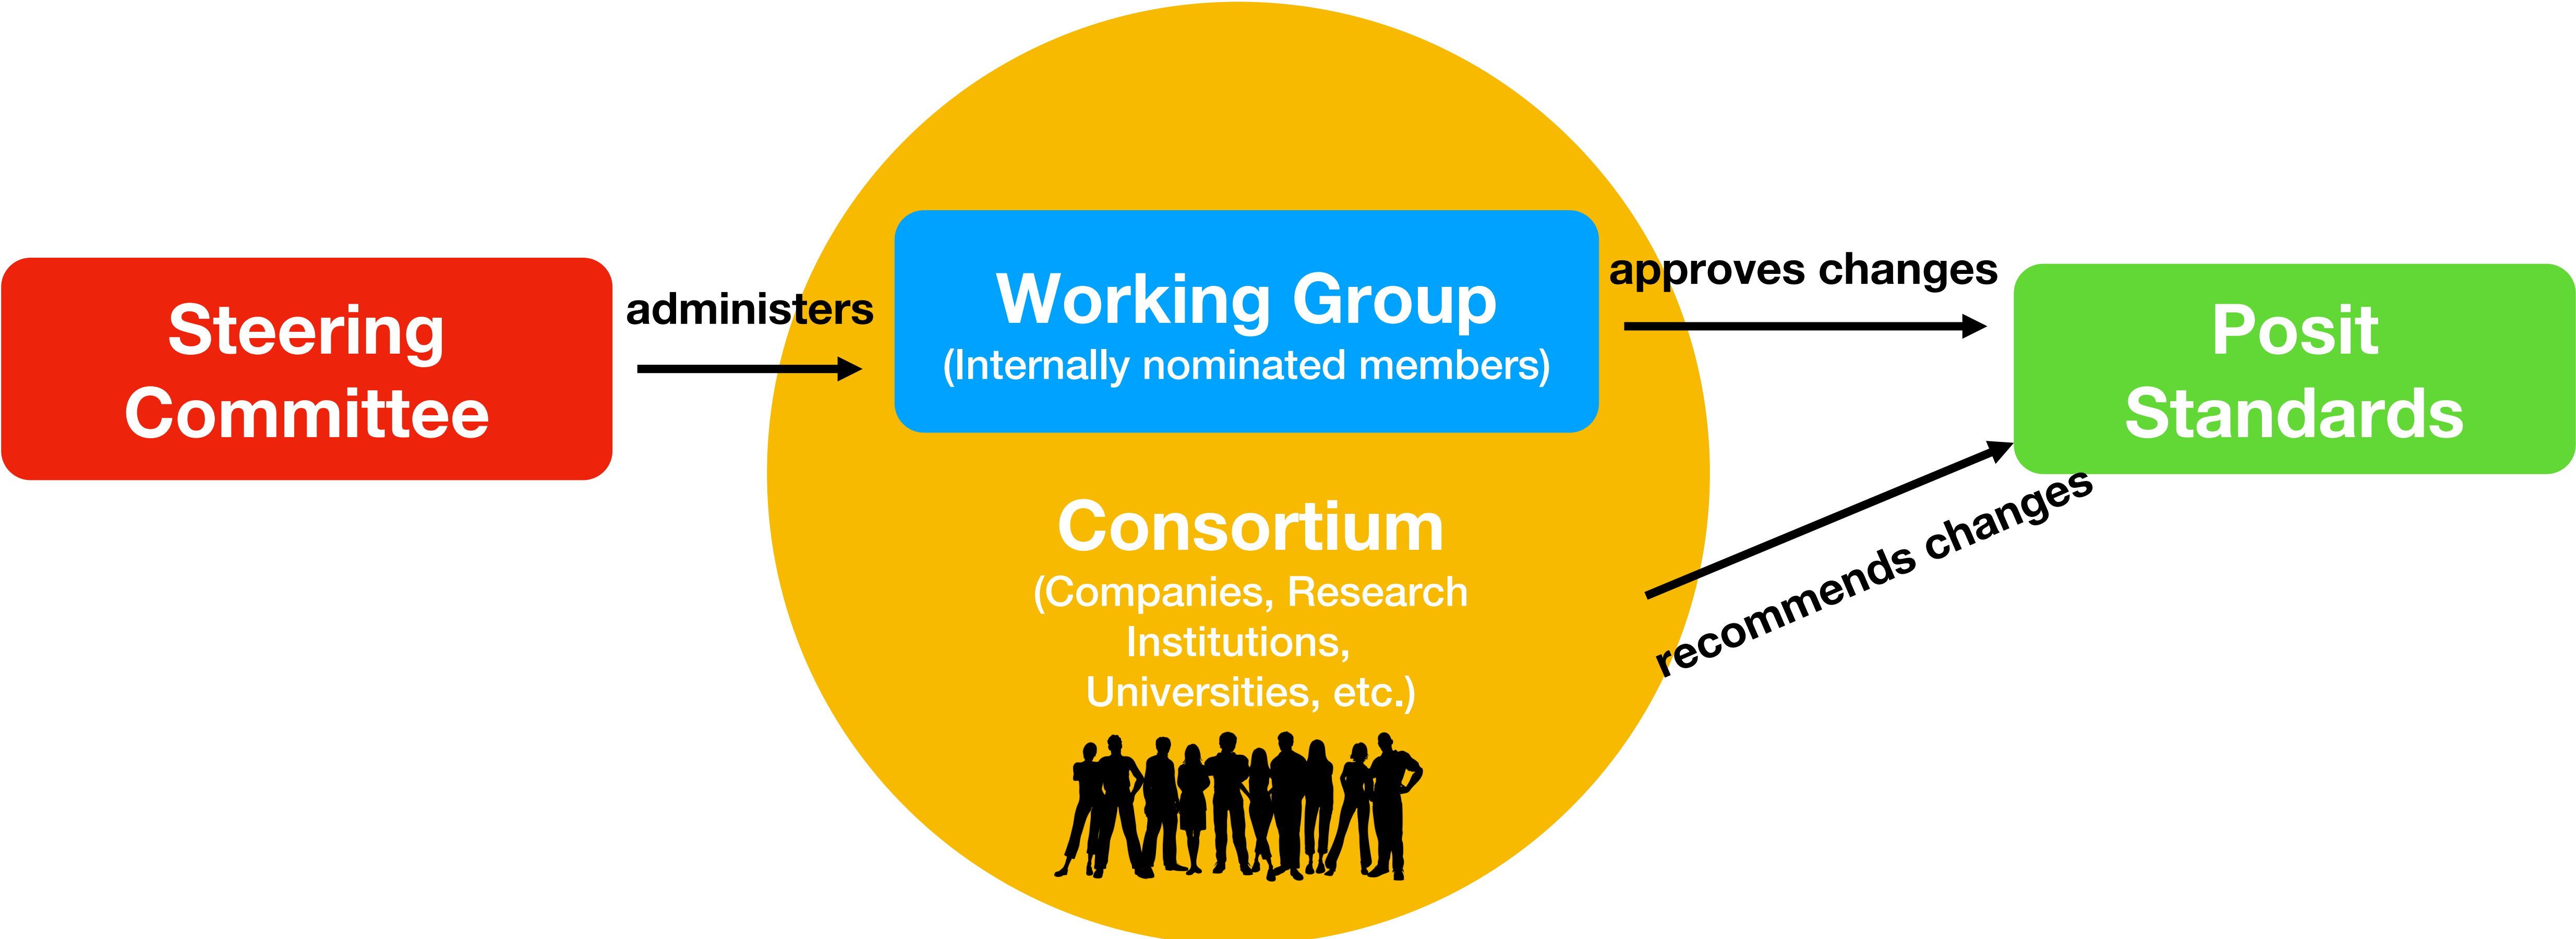 Steering
Committee
administers
Working Group
(Internally nominated members)
Consortium
(Companies, Research
Institutions,
Universities, etc.)
approves changes
recommends changes
Posit
Standards